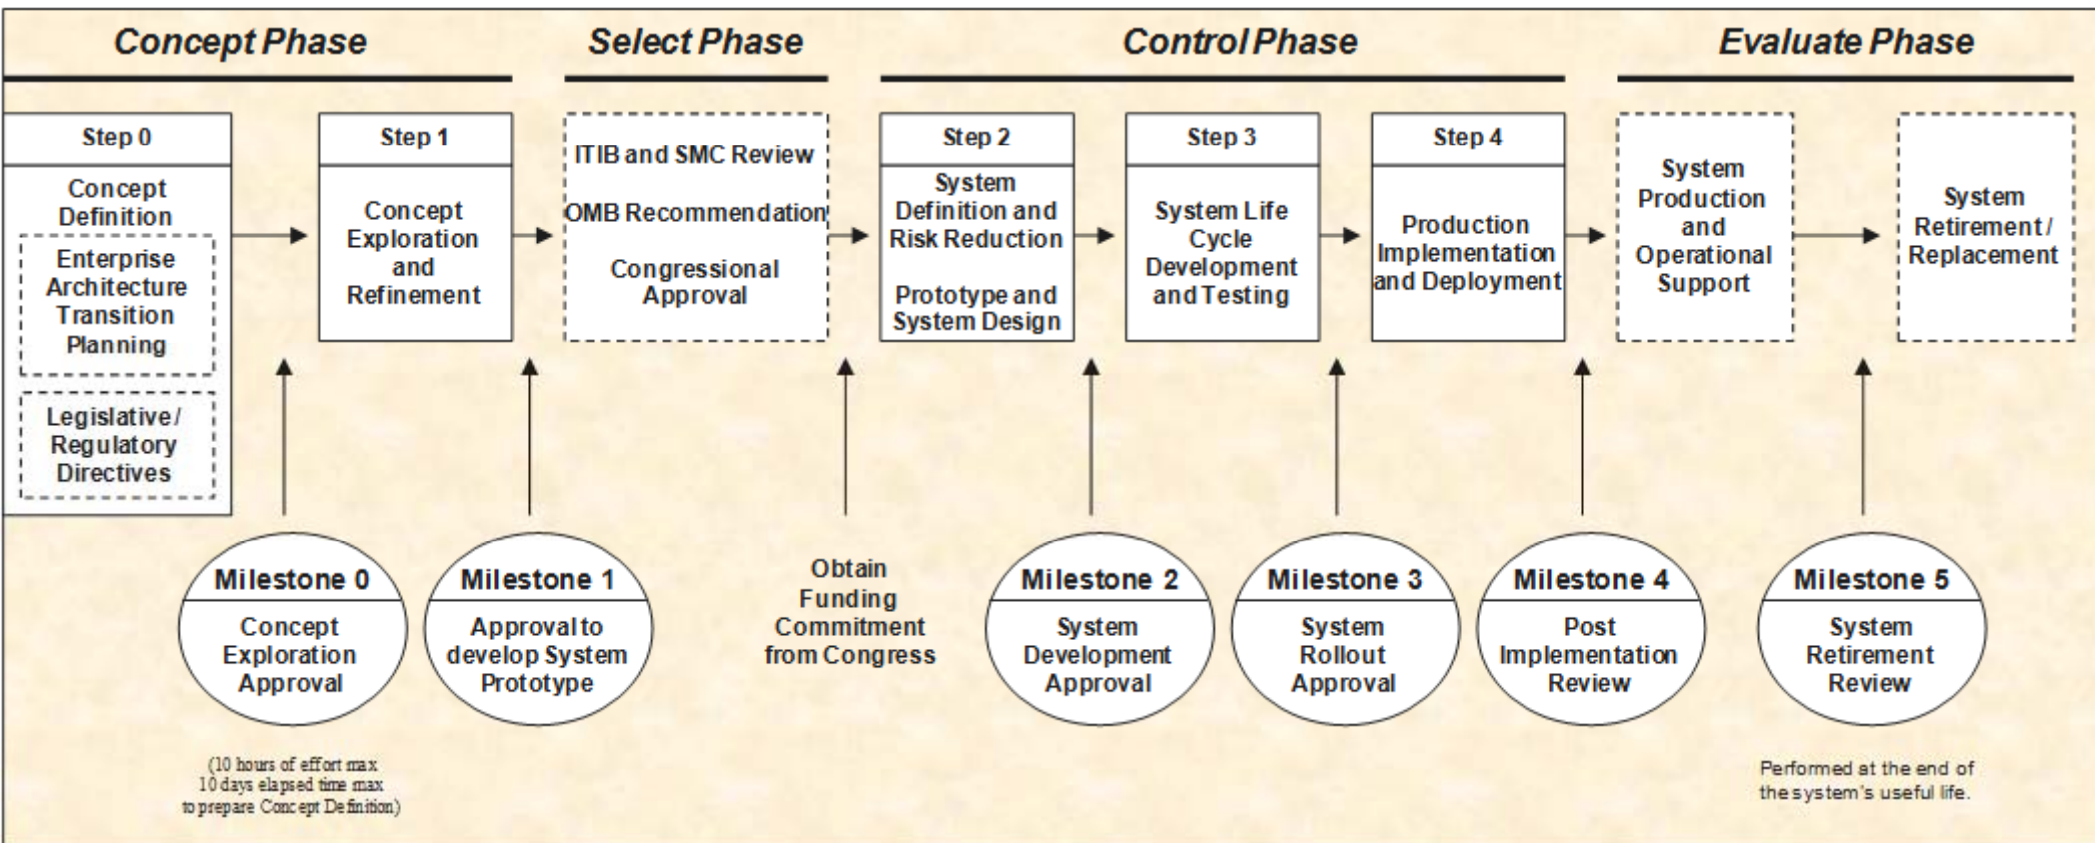 Concept Phase
Select Phase
Control Phase
Evaluate Phase
Step 0
Concept
Definition
Enterprise
Architecture
Transition
Planning
Legislative/
Regulatory
Directives
Step 1
Concept
Exploration
and
Refinement
ITIB and SMC Review
OMB Recommendation
Congressional
Approval
Step 2
System
Definition and
Risk Reduction
Prototype and
System Design
Step 3
System Life
Cycle
Development
and Testing
Step 4
Production
Implementation
and Deployment
System
Production
and
Operational
Support
System
Retirement /
Replacement
Milestone 0
Concept
Exploration
Approval
Milestone 1
Approval to
develop System
Prototype
Obtain
Funding
Commitment
from Congress
Milestone 2
System
Development
Approval
Milestone 3
System
Rollout
Approval
Milestone 4
Post
Implementation
Review
Milestone 5
System
Retirement
Review
(10 hours of effort max
10 days elapsed time max
to prepare Concept Definition)
Performed at the end of
the system's useful life.